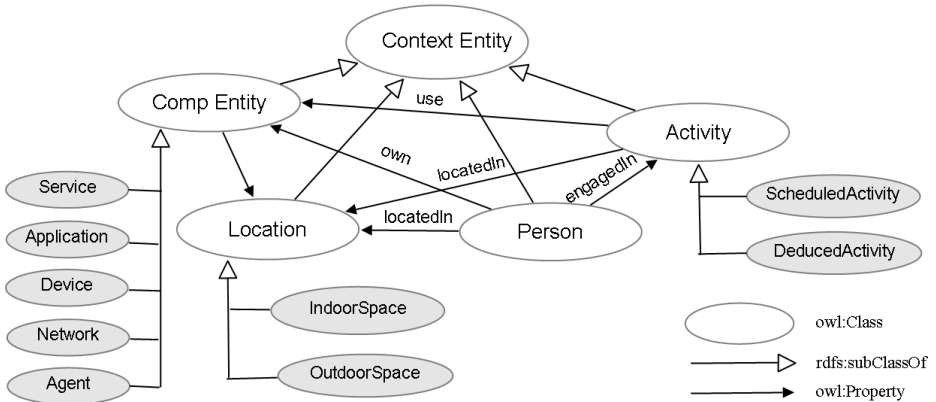 Context Entity
Comp Entity
use
Activity
own
locatedIn
engagedIn
Service
ScheduledActivity
Application
Location
locatedIn
Person
DeducedActivity
Device
IndoorSpace
Network
owl:Class
OutdoorSpace
rdfs:subClassOf
Agent
owl:Property